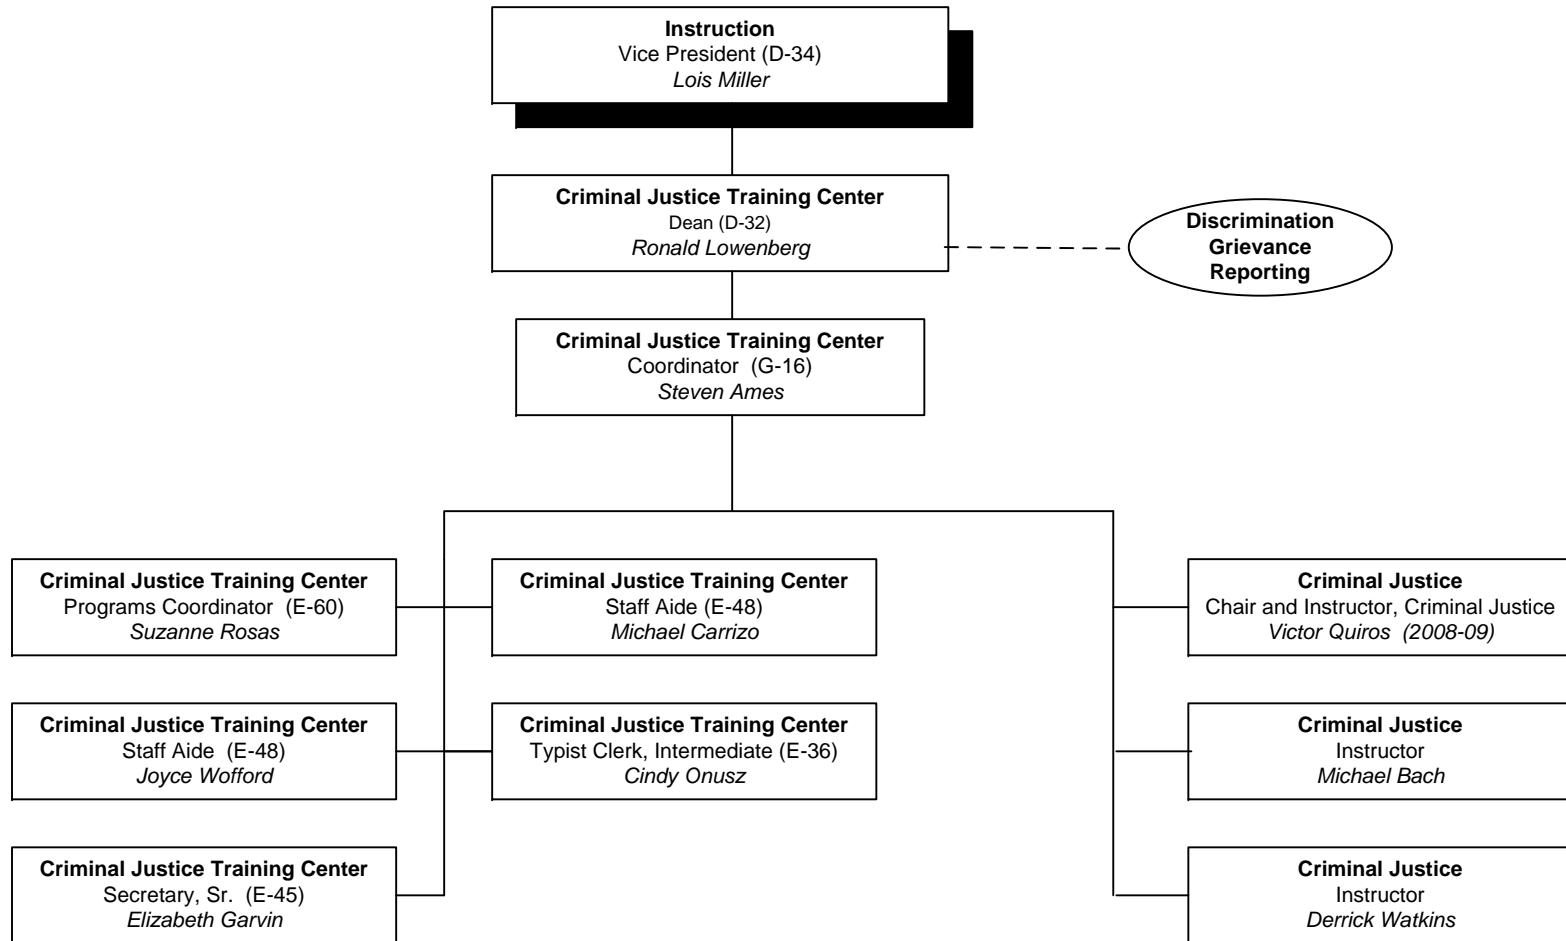 Instruction
Vice President (D-34)
Lois Miller
Criminal Justice Training Center
Dean (D-32)
Ronald Lowenberg
Discrimination
Grievance
Reporting
Criminal Justice Training Center
Coordinator (G-16)
Steven Ames
Criminal Justice Training Center
Programs Coordinator (E-60)
Suzanne Rosas
Criminal Justice Training Center
Staff Aide (E-48)
Michael Carrizo
Criminal Justice
Chair and Instructor, Criminal Justice
Victor Quiros (2008-09)
Criminal Justice Training Center
Staff Aide (E-48)
Joyce Wofford
Criminal Justice Training Center
Typist Clerk, Intermediate (E-36)
Cindy Onusz
Criminal Justice
Instructor
Michael Bach
Criminal Justice Training Center
Secretary, Sr. (E-45)
Elizabeth Garvin
Criminal Justice
Instructor
Derrick Watkins